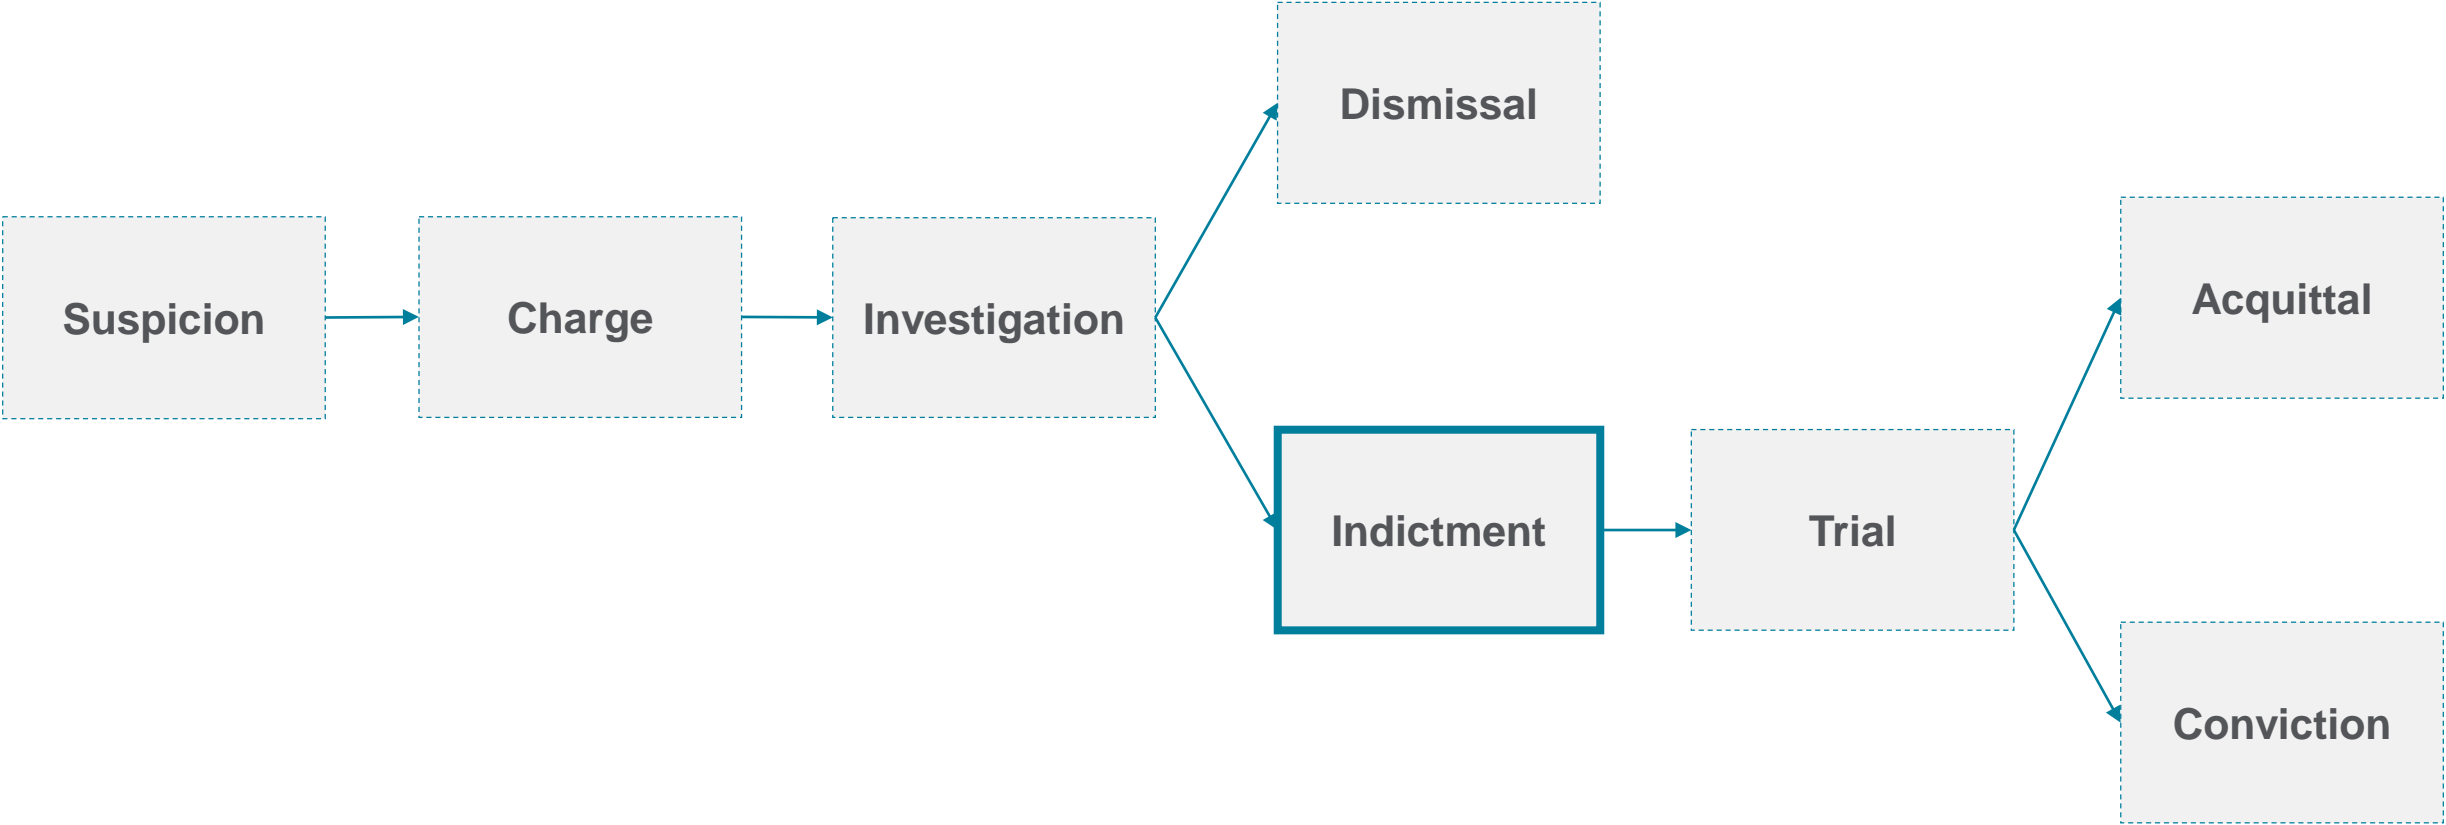 Suspicion
Charge
Investigation
Dismissal
Indictment
Trial
Acquittal
Conviction